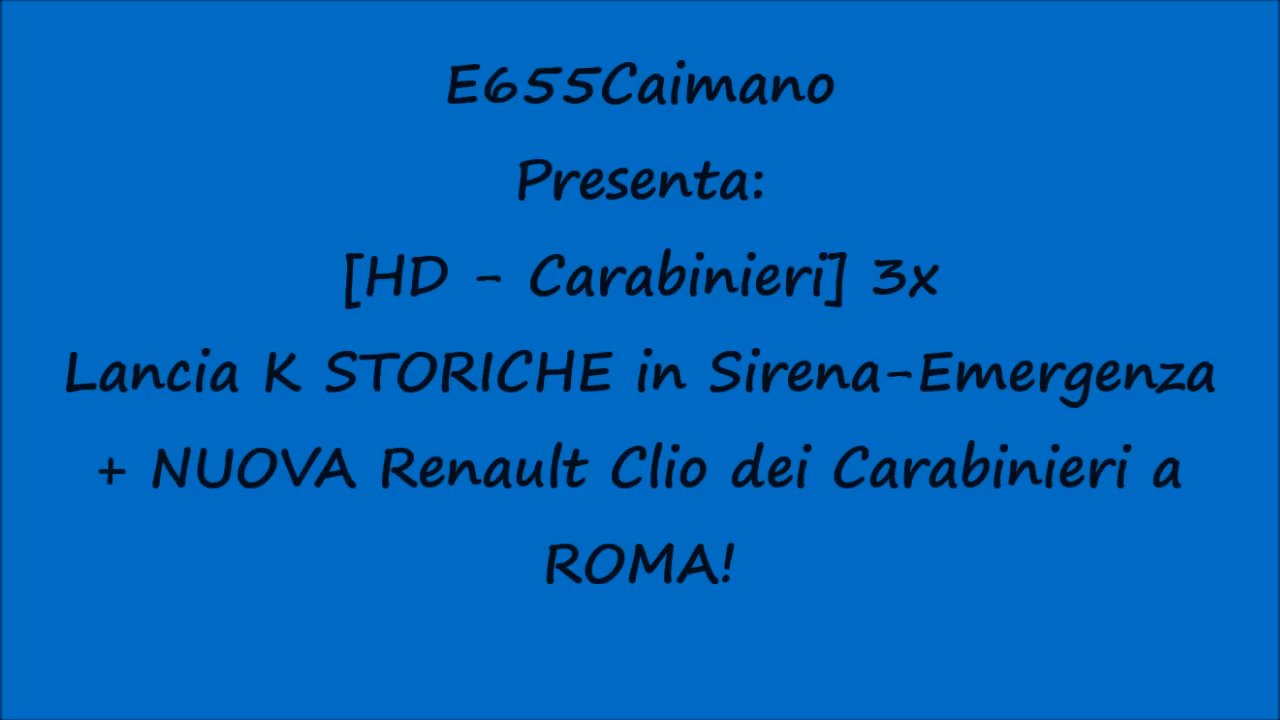 E655Caimano
Presenta:
[HD - Carabinieri] 3x
Lancia K STORICHE in Sirena-Emergenza
+ NUOVA Renault Clio dei Carabinieri a
ROMA!